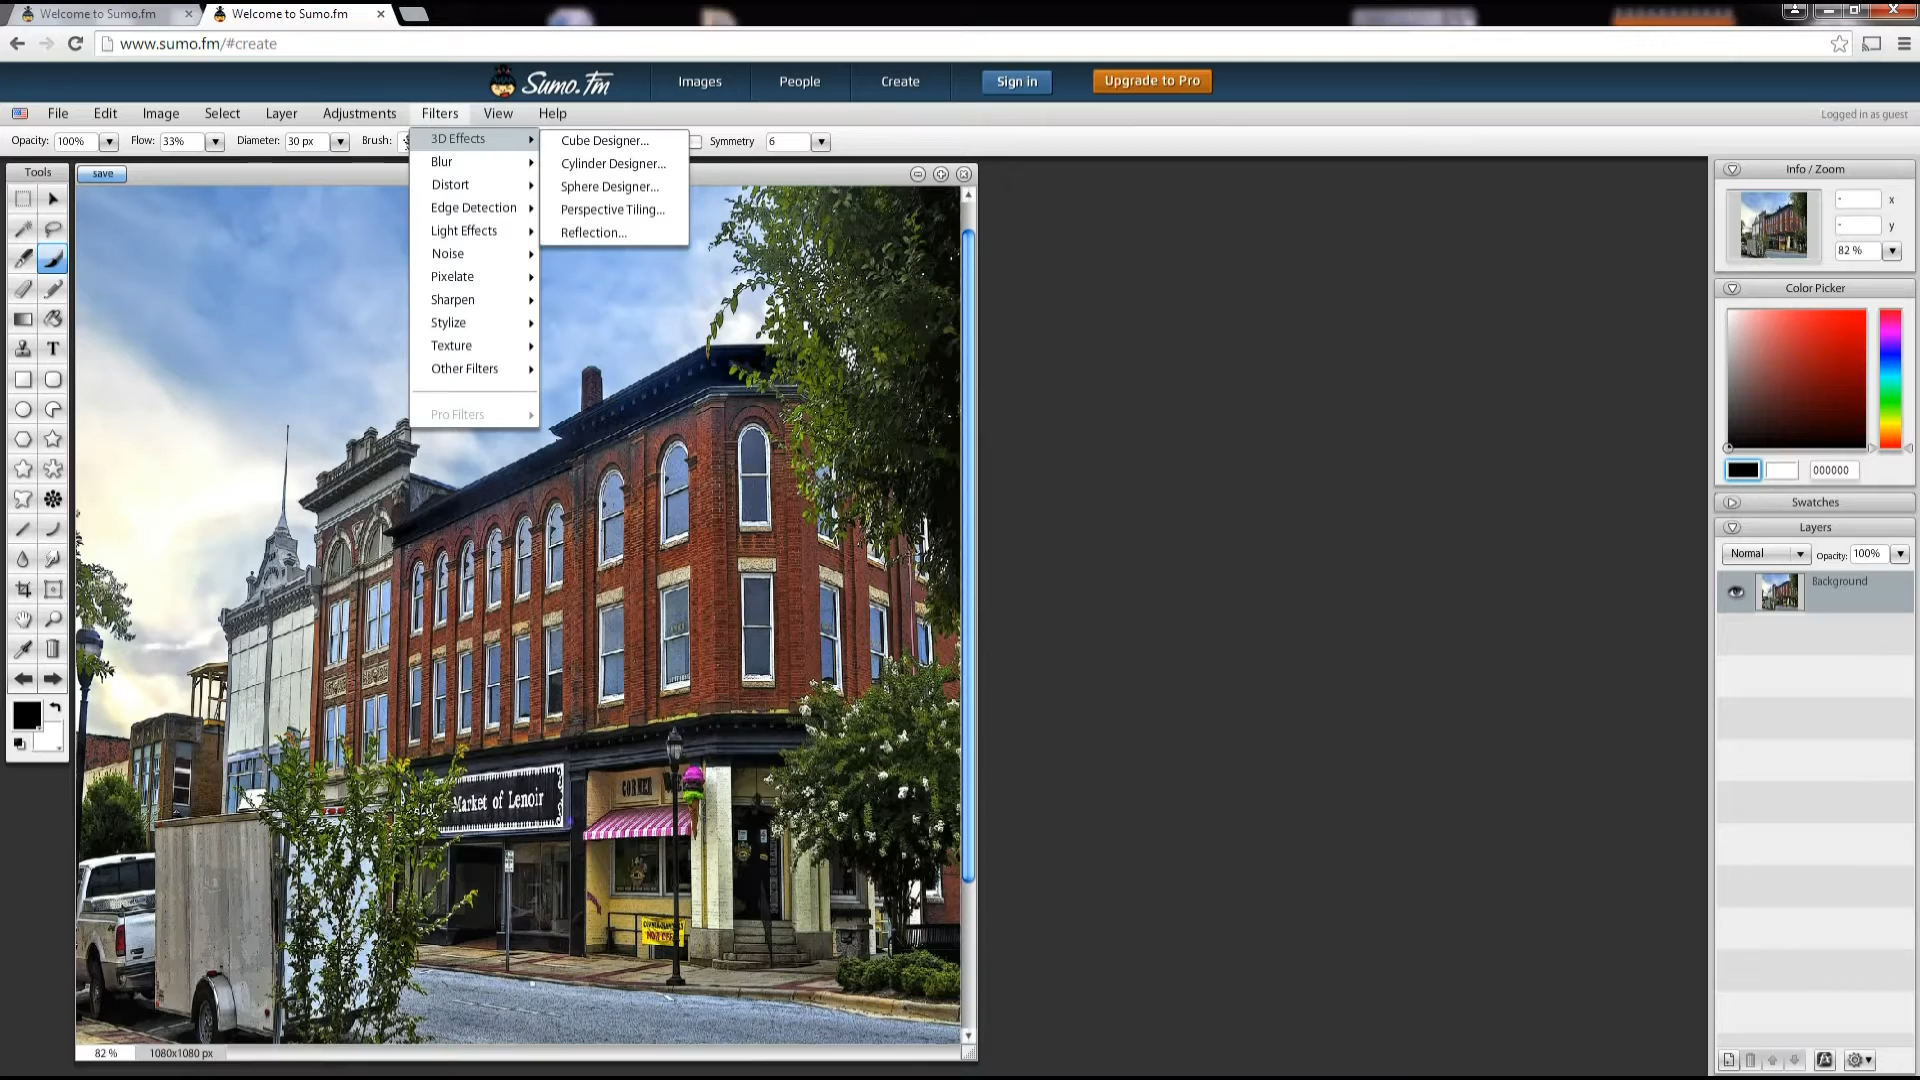 Welcome to Sumo.fm
Welcome to Sumo.fm
www.sumo.fm/#create
Sumo.Fm
Images
People
Create
Sign in
Upgrade to Pro
File
Edit
Image
Select
Layer
Adjustments
Filters
View
Help
Logged in as guest
Opacity: 100%
Flow: 33%
Diameter: 30 px
Brush:
Symmetry
6
3D Effects
Blur
Distort
Edge Detection
Light Effects
Noise
Pixelate
Sharpen
Stylize
Texture
Other Filters
Pro Filters
Cube Designer...
Cylinder Designer...
Sphere Designer...
Perspective Tiling...
Reflection...
Tools
T
save
Market of Lenoir
CORNER
82 %
1080x1080 px
Info / Zoom
- x
- y
82 %
Color Picker
000000
Swatches
Layers
Normal
Opacity: 100%
Background